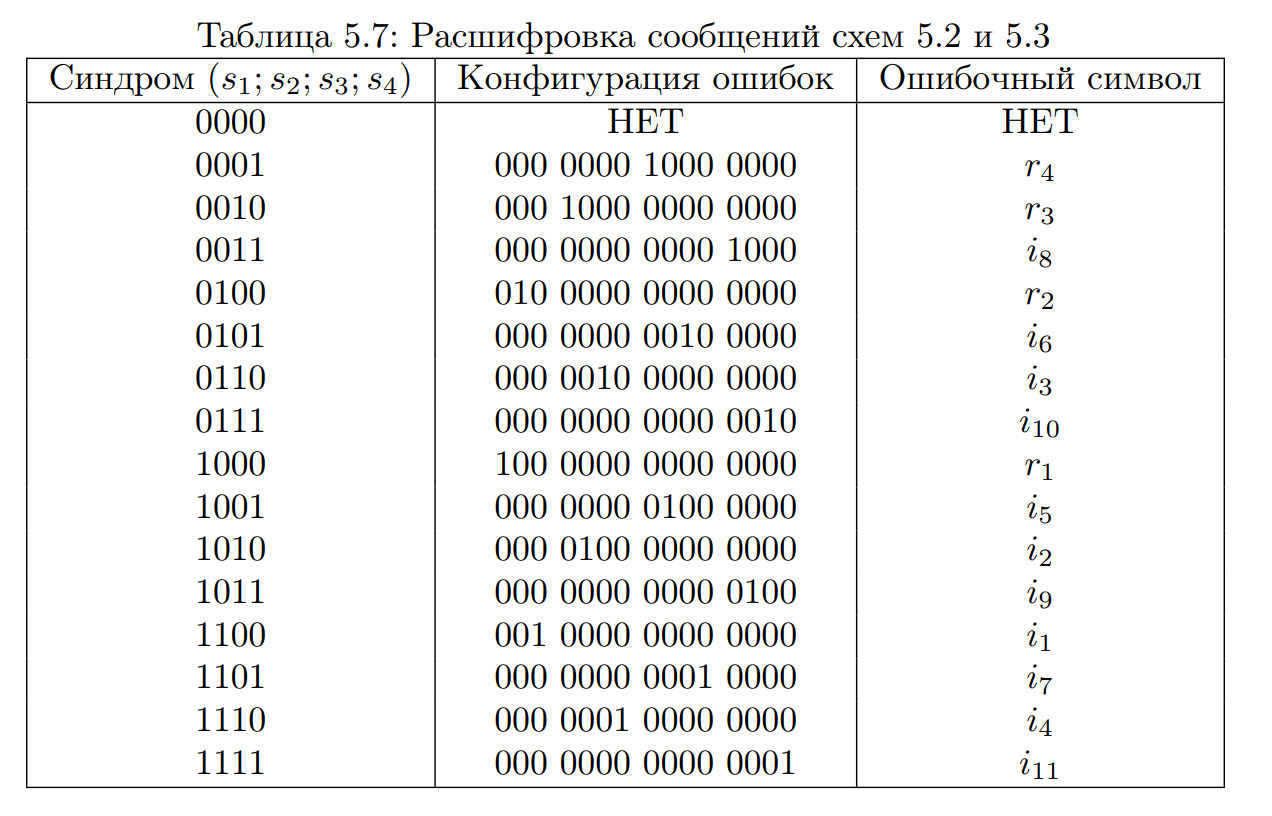 Таблица 5.7: Расшифровка сообщений схем 5.2 и 5.3
Синдром (s₁; s₂; s₃; s₄) Конфигурация ошибок Ошибочный символ
0000 НЕТ НЕТ
0001 000 0000 1000 0000 r₄
0010 000 1000 0000 0000 r₃
0011 000 0000 0000 1000 i₈
0100 010 0000 0000 0000 r₂
0101 000 0000 0010 0000 i₆
0110 000 0010 0000 0000 i₃
0111 000 0000 0000 0010 i₁₀
1000 100 0000 0000 0000 r₁
1001 000 0000 0100 0000 i₅
1010 000 0100 0000 0000 i₂
1011 000 0000 0000 0100 i₉
1100 001 0000 0000 0000 i₁
1101 000 0000 0001 0000 i₇
1110 000 0001 0000 0000 i₄
1111 000 0000 0000 0001 i₁₁